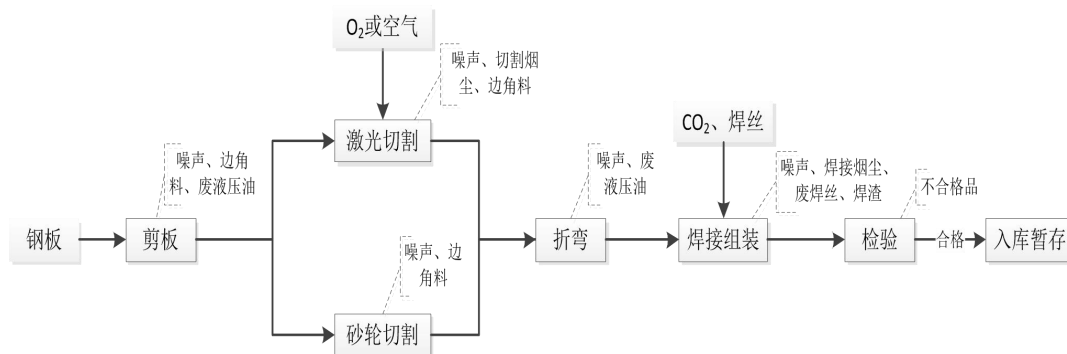 O₂或空气
噪声、切割烟
尘、边角料
激光切割
CO₂、焊丝
噪声、边角
料、废液压油
噪声、废
液压油
噪声、焊接烟尘、
废焊丝、焊渣
不合格品
钢板
剪板
折弯
焊接组装
检验
合格
入库暂存
噪声、边
角料
砂轮切割